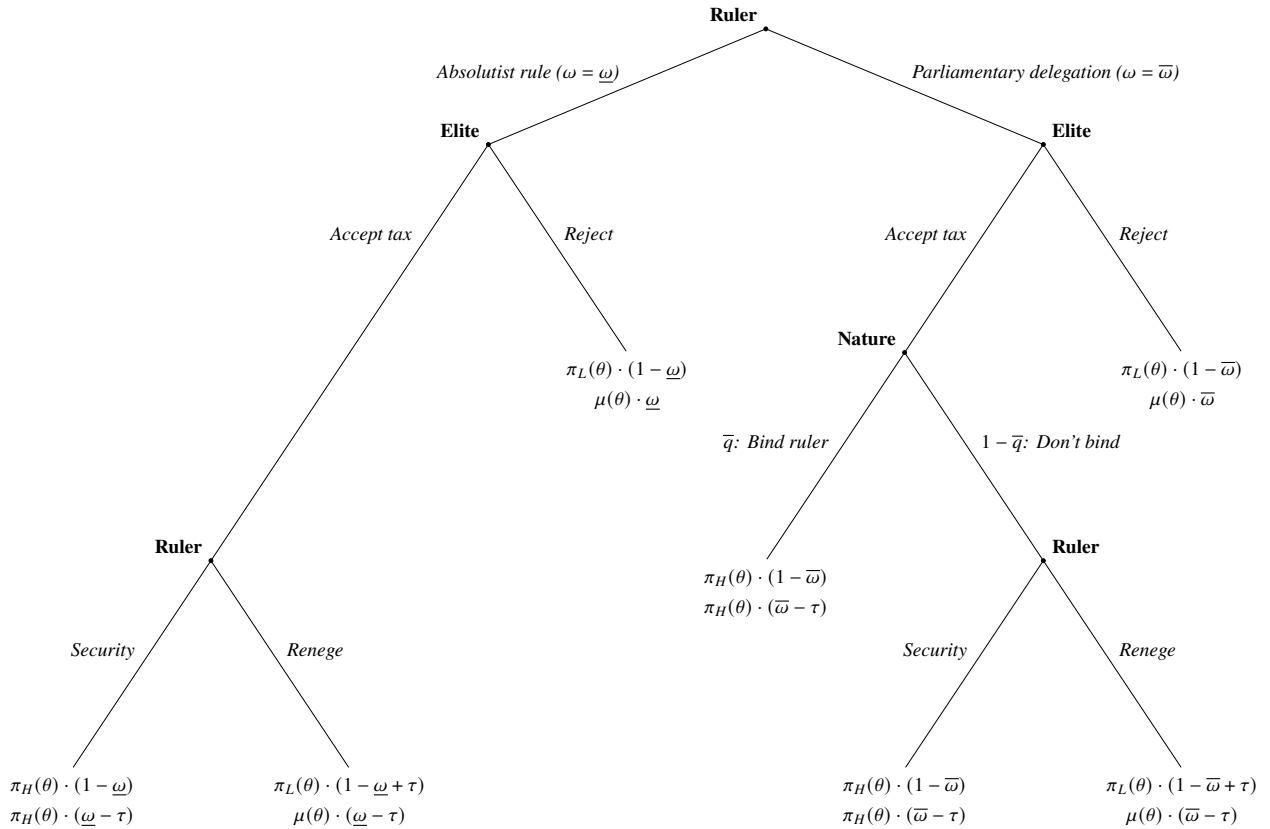 Ruler
Absolutist rule (ω = ω̲)
Parliamentary delegation (ω = ω̅)
Elite
Elite
Accept tax
Reject
Accept tax
Reject
Nature
π_L(θ) · (1 − ω̲)
μ(θ) · ω̲
π_L(θ) · (1 − ω̅)
μ(θ) · ω̅
q̅: Bind ruler
1 − q̅: Don't bind
Ruler
Ruler
π_H(θ) · (1 − ω̅)
π_H(θ) · (ω̅ − τ)
Security
Renege
Security
Renege
π_H(θ) · (1 − ω̲)
π_H(θ) · (ω̲ − τ)
π_L(θ) · (1 − ω̲ + τ)
μ(θ) · (ω̲ − τ)
π_H(θ) · (1 − ω̅)
π_H(θ) · (ω̅ − τ)
π_L(θ) · (1 − ω̅ + τ)
μ(θ) · (ω̅ − τ)